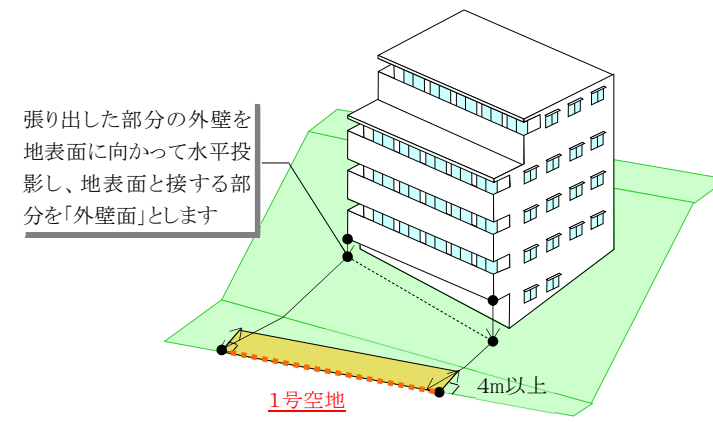 張り出した部分の外壁を
地表面に向かって水平投
影し、地表面と接する部
分を「外壁面」とします
4m以上
1号空地